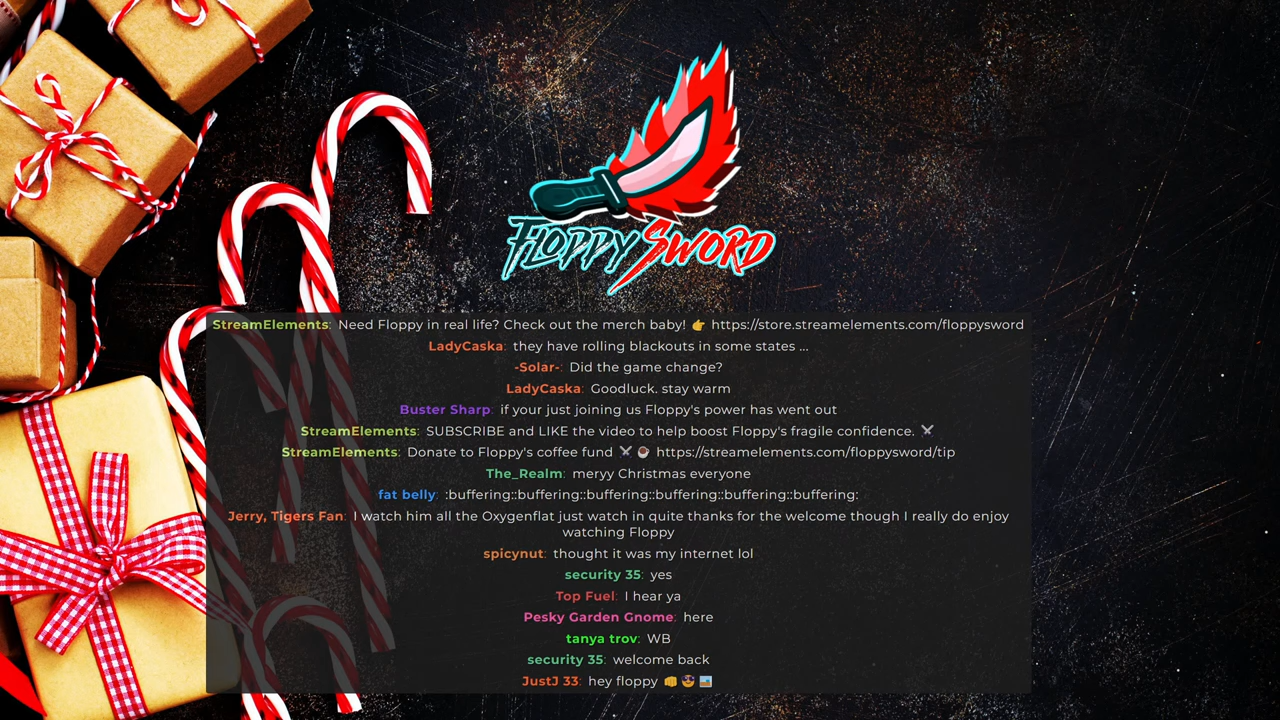 Floppy Sword
StreamElements: Need Floppy in real life? Check out the merch baby! 👉 https://store.streamelements.com/floppysword
LadyCaska: they have rolling blackouts in some states ...
-Solar-: Did the game change?
LadyCaska: Goodluck. stay warm
Buster Sharp: if your just joining us Floppy's power has went out
StreamElements: SUBSCRIBE and LIKE the video to help boost Floppy's fragile confidence. ⚔
StreamElements: Donate to Floppy's coffee fund ⚔ ☕ https://streamelements.com/floppysword/tip
The_Realm: meryy Christmas everyone
fat belly: :buffering::buffering::buffering::buffering::buffering::buffering:
Jerry, Tigers Fan: I watch him all the Oxygenflat just watch in quite thanks for the welcome though I really do enjoy
watching Floppy
spicynut: thought it was my internet lol
security 35: yes
Top Fuel: I hear ya
Pesky Garden Gnome: here
tanya trov: WB
security 35: welcome back
JustJ 33: hey floppy